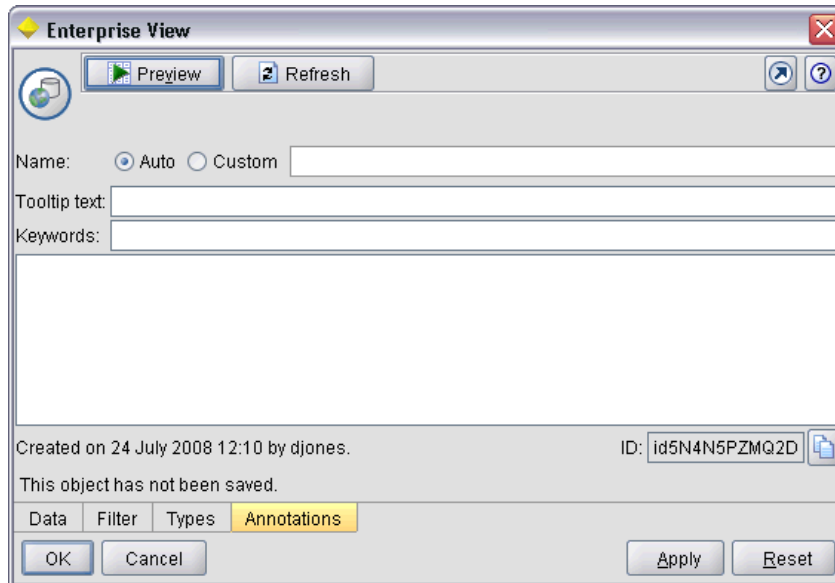 Enterprise View
Preview Refresh
Name: Auto Custom
Tooltip text:
Keywords:
Created on 24 July 2008 12:10 by djones. ID: id5N4N5PZMQ2D
This object has not been saved.
Data Filter Types Annotations
OK Cancel Apply Reset